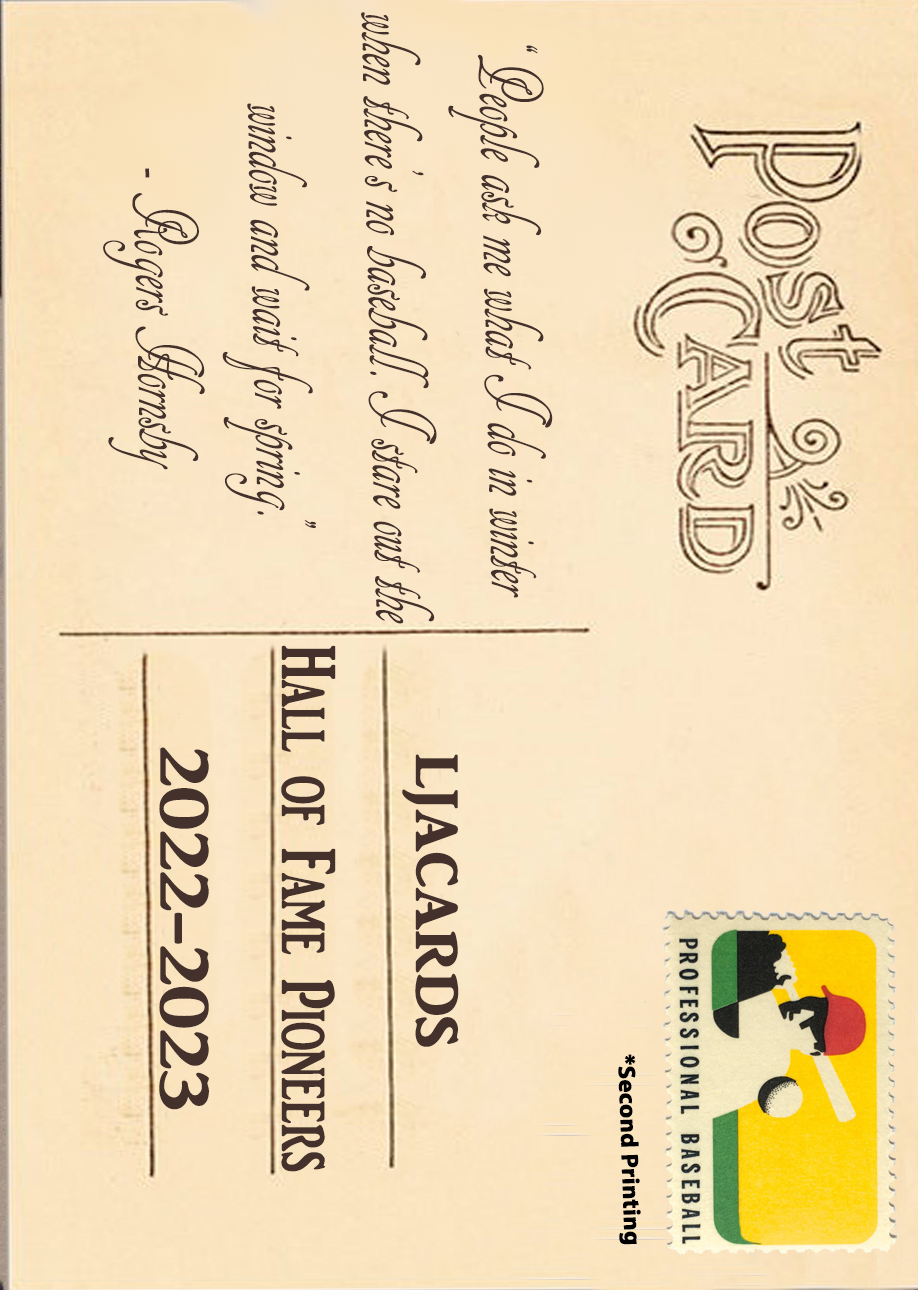 Post
CARD
“People ask me what I do in winter
when there's no baseball. I stare out the
window and wait for spring.”
- Rogers Hornsby
PROFESSIONAL BASEBALL
*Second Printing
LJACARDS
HALL OF FAME PIONEERS
2022-2023